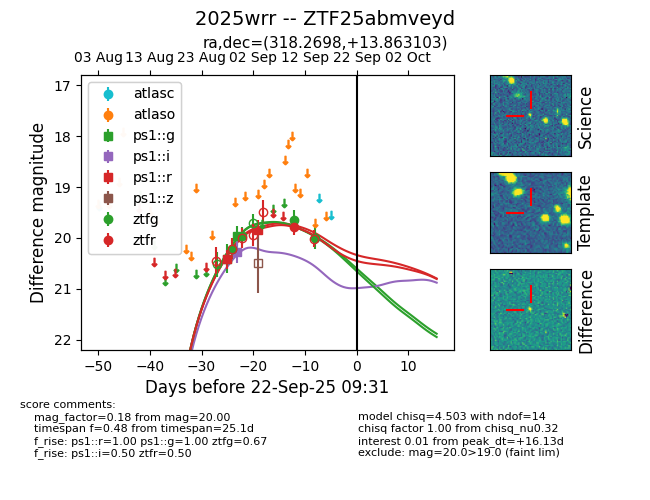 2025wrr -- ZTF25abmveyd
ra,dec=(318.2698,+13.863103)
03 Aug 13 Aug 23 Aug 02 Sep 12 Sep 22 Sep 02 Oct
17
18
19
20
21
22
Difference magnitude
atlasc
atlaso
ps1::g
ps1::i
ps1::r
ps1::z
ztfg
ztfr
−50 −40 −30 −20 −10 0 10
Days before 22-Sep-25 09:31
Science
Template
Difference
score comments:
mag_factor=0.18 from mag=20.00
timespan f=0.48 from timespan=25.1d
f_rise: ps1::r=1.00 ps1::g=1.00 ztfg=0.67
f_rise: ps1::i=0.50 ztfr=0.50
model chisq=4.503 with ndof=14
chisq factor 1.00 from chisq_nu0.32
interest 0.01 from peak_dt=+16.13d
exclude: mag=20.0>19.0 (faint lim)